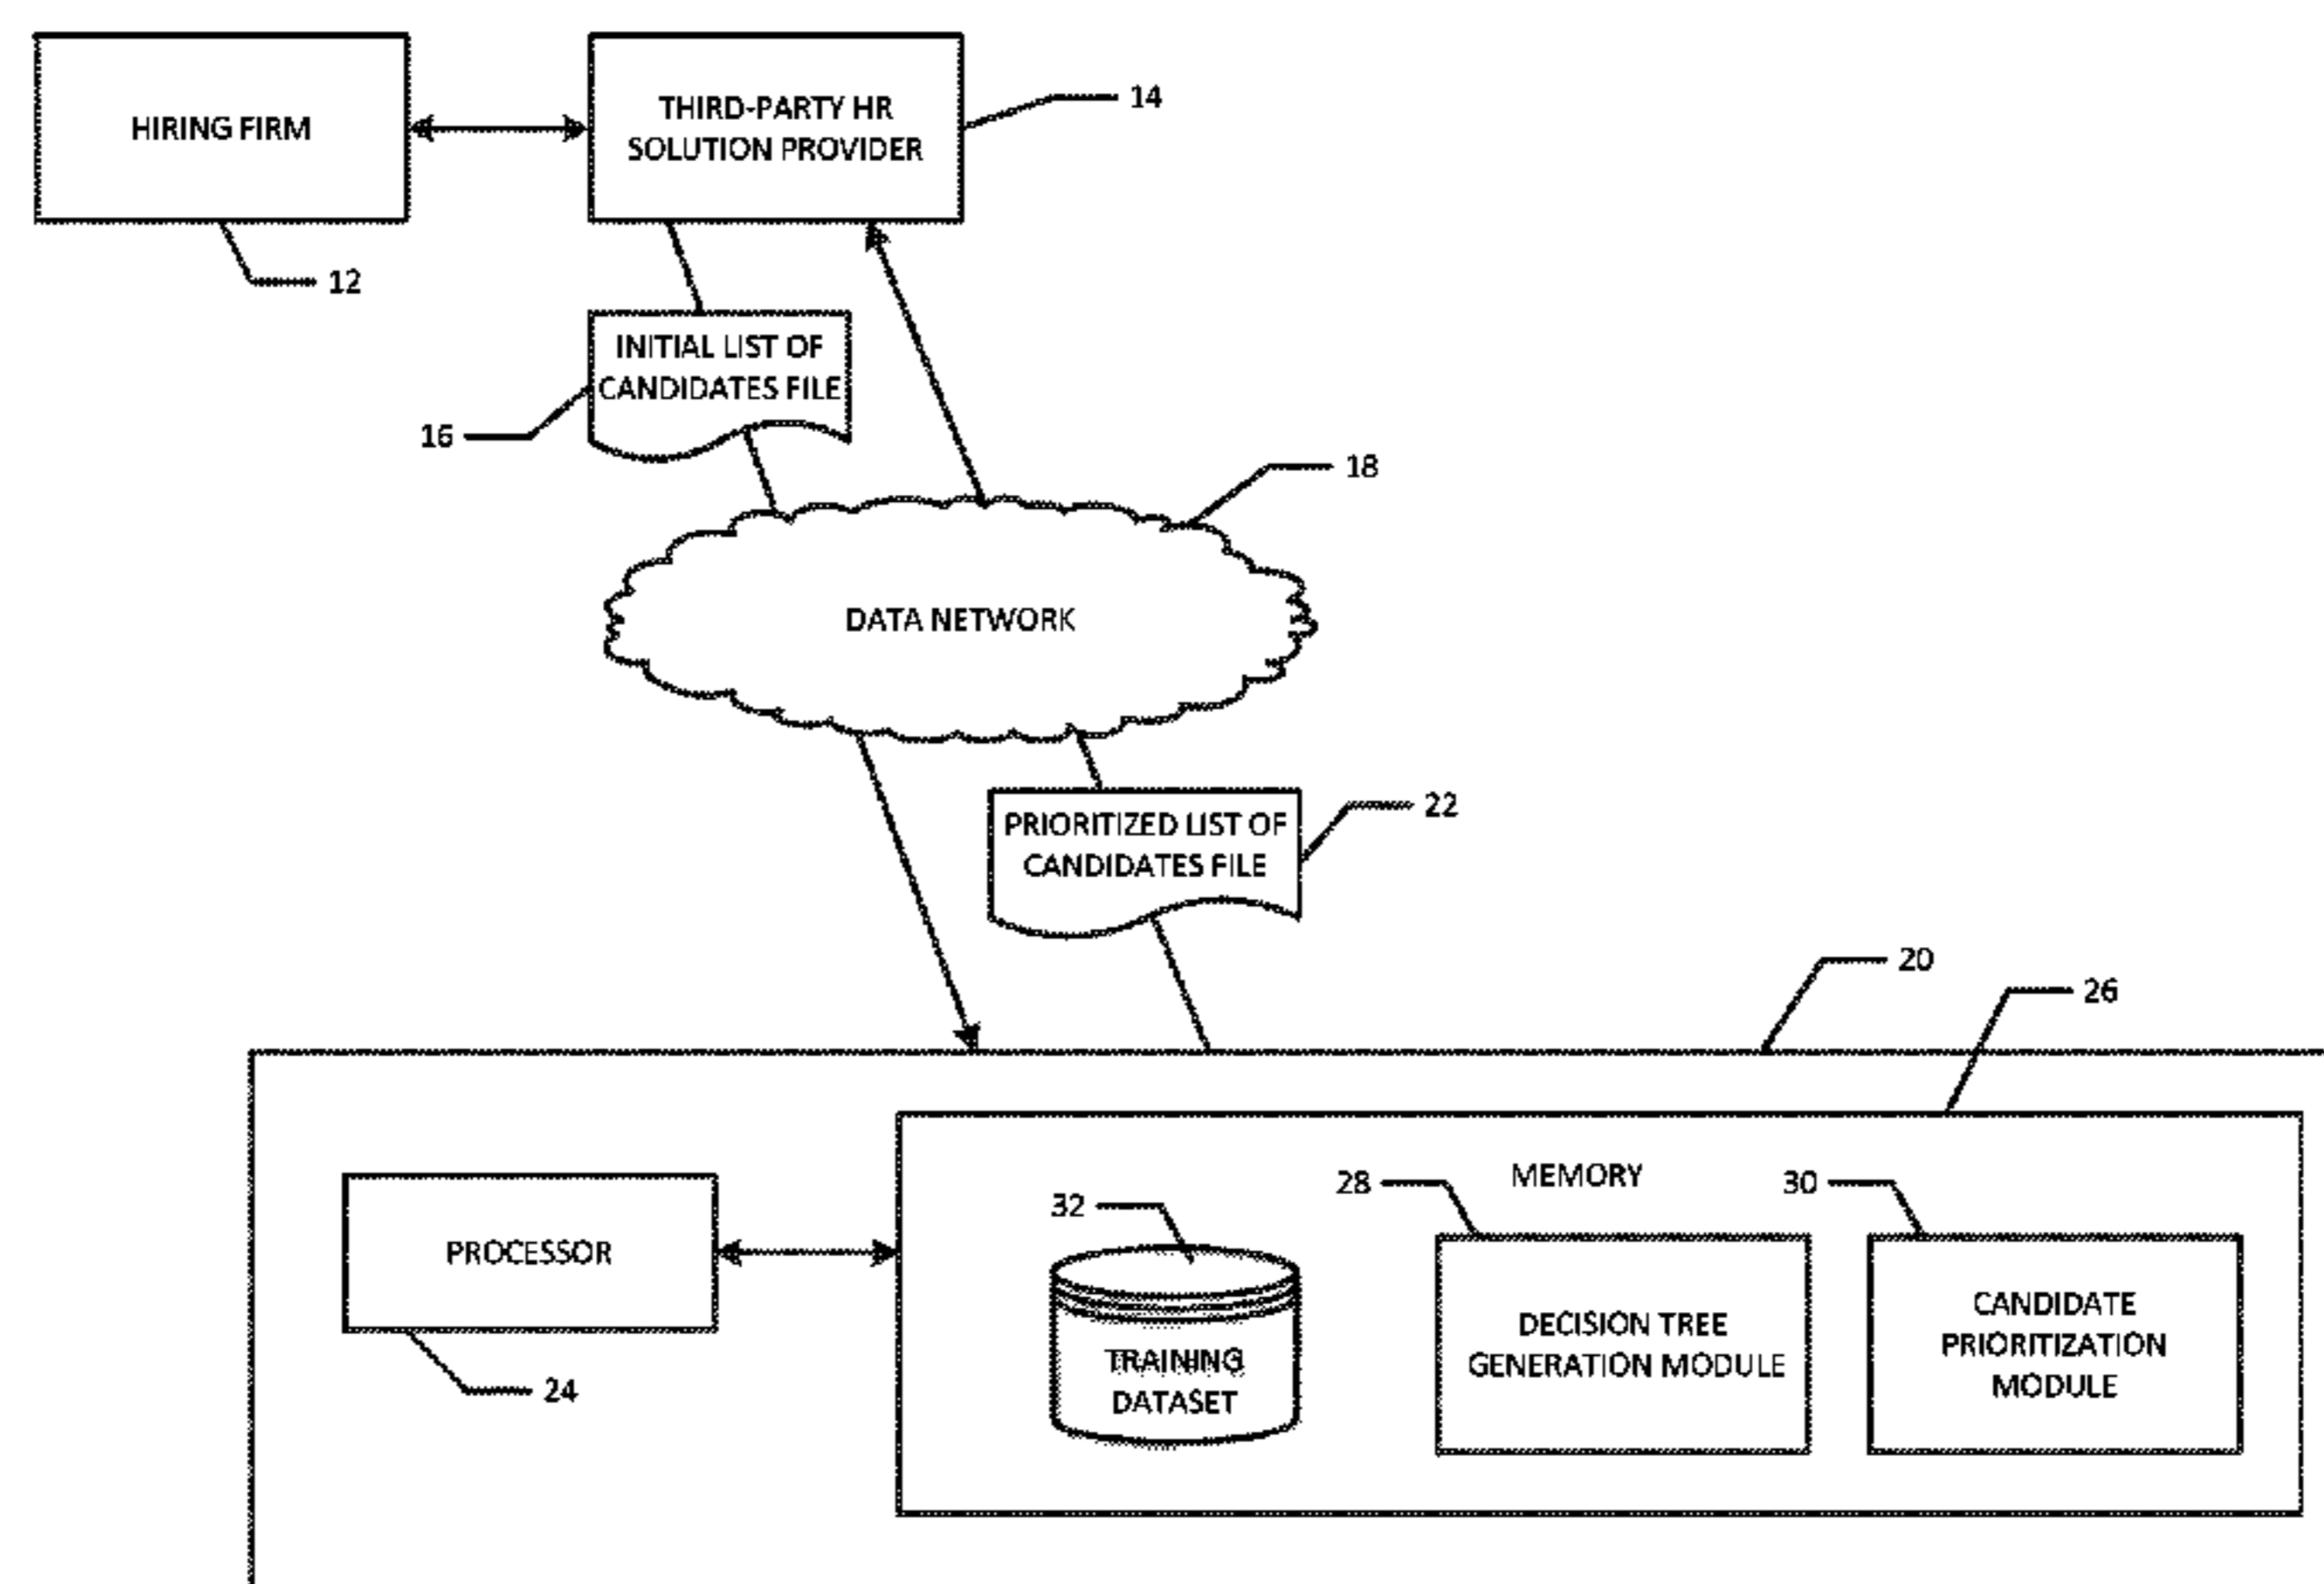 HIRING FIRM
THIRD-PARTY HR
SOLUTION PROVIDER
14
12
INITIAL LIST OF
CANDIDATES FILE
16
18
DATA NETWORK
PRIORITIZED LIST OF
CANDIDATES FILE
22
20
26
MEMORY
28
30
32
PROCESSOR
24
TRAINING
DATASET
DECISION TREE
GENERATION MODULE
CANDIDATE
PRIORITIZATION
MODULE